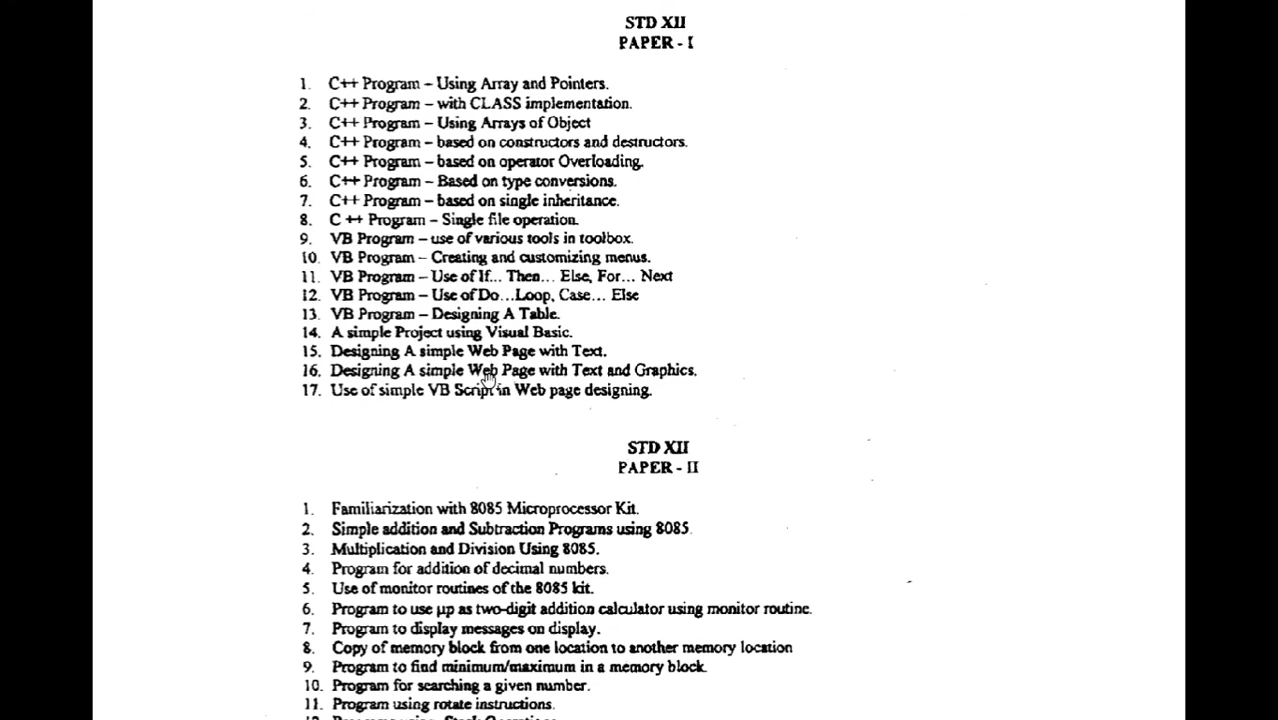 STD XII
PAPER - I
1. C++ Program – Using Array and Pointers.
2. C++ Program – with CLASS implementation.
3. C++ Program – Using Arrays of Object
4. C++ Program – based on constructors and destructors.
5. C++ Program – based on operator Overloading.
6. C++ Program – Based on type conversions.
7. C++ Program – based on single inheritance.
8. C ++ Program – Single file operation.
9. VB Program – use of various tools in toolbox.
10. VB Program – Creating and customizing menus.
11. VB Program – Use of If... Then... Else, For... Next
12. VB Program – Use of Do...Loop, Case... Else
13. VB Program – Designing A Table.
14. A simple Project using Visual Basic.
15. Designing A simple Web Page with Text.
16. Designing A simple Web Page with Text and Graphics.
17. Use of simple VB Script in Web page designing.
STD XII
PAPER - II
1. Familiarization with 8085 Microprocessor Kit.
2. Simple addition and Subtraction Programs using 8085.
3. Multiplication and Division Using 8085.
4. Program for addition of decimal numbers.
5. Use of monitor routines of the 8085 kit.
6. Program to use µp as two-digit addition calculator using monitor routine.
7. Program to display messages on display.
8. Copy of memory block from one location to another memory location
9. Program to find minimum/maximum in a memory block.
10. Program for searching a given number.
11. Program using rotate instructions.